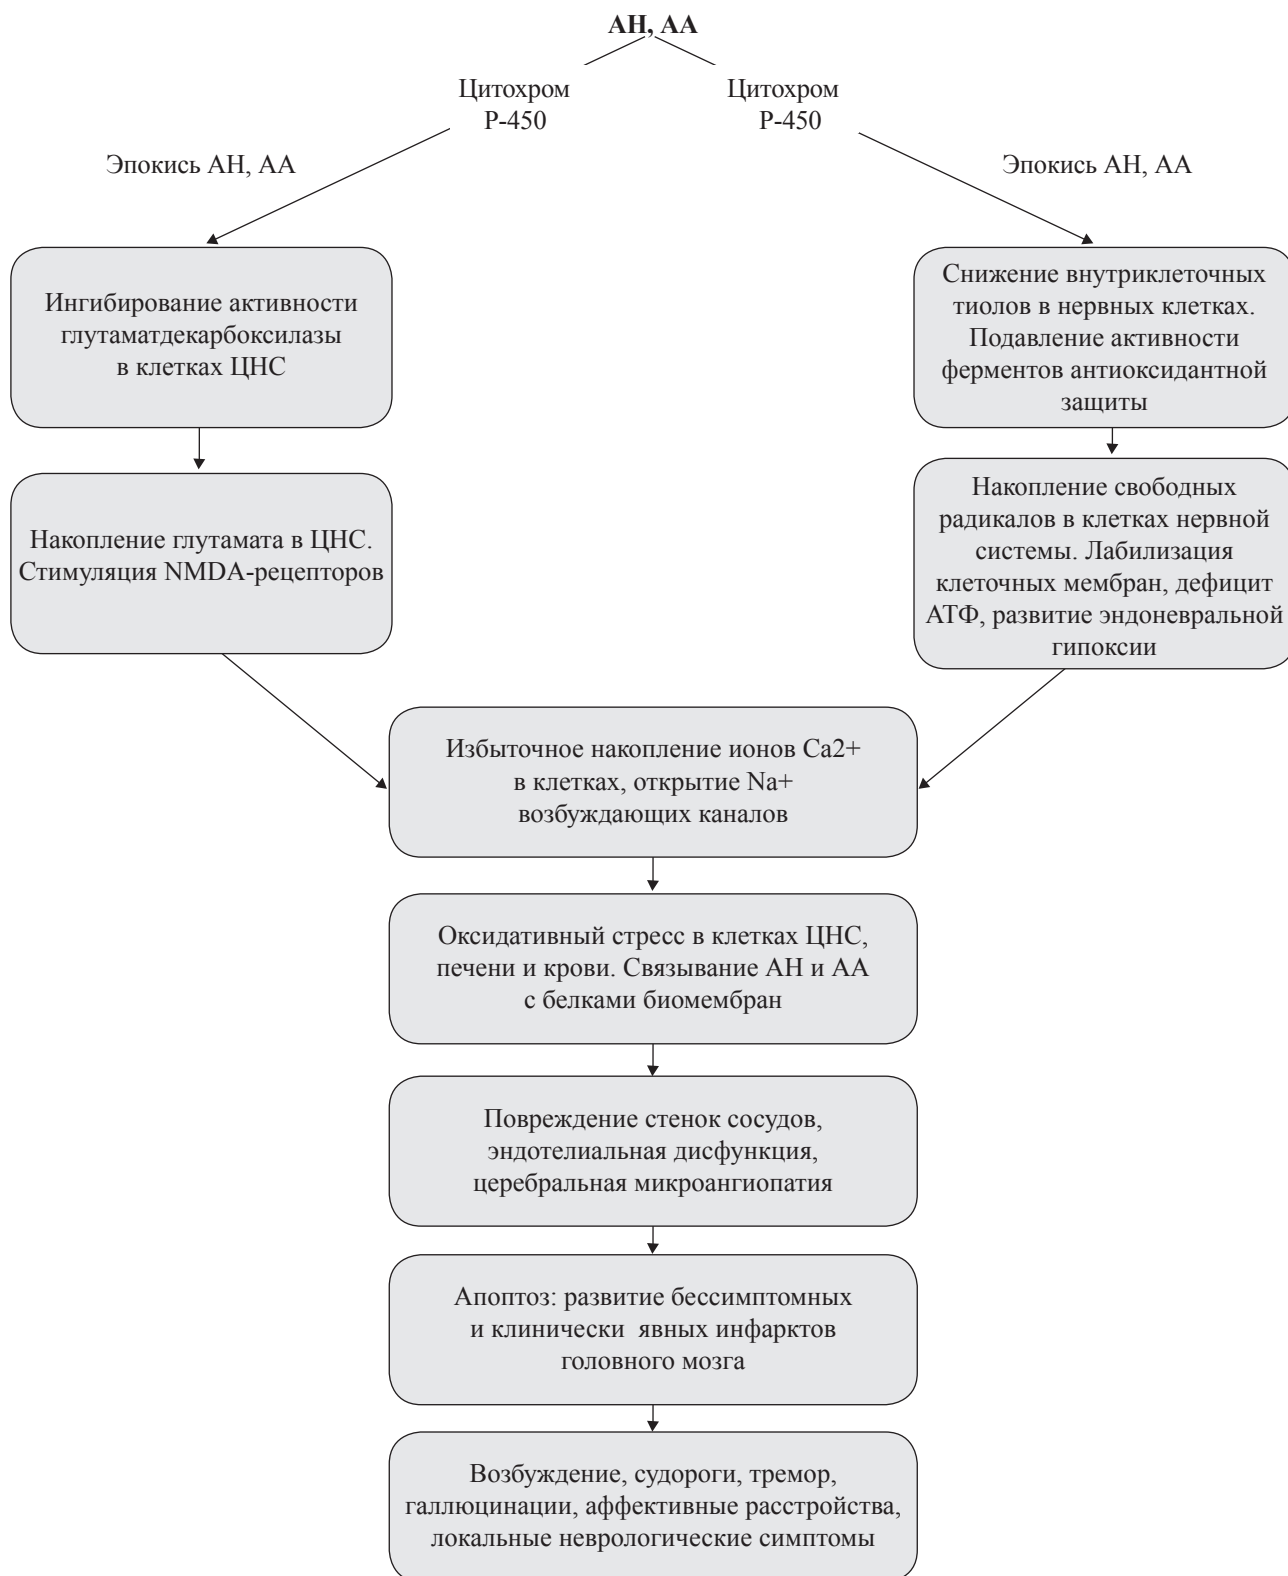 АН, АА
Цитохром
Р-450
Цитохром
Р-450
Эпокись АН, АА
Эпокись АН, АА
Ингибирование активности
глутаматдекарбоксилазы
в клетках ЦНС
Снижение внутриклеточных
тиолов в нервных клетках.
Подавление активности
ферментов антиоксидантной
защиты
Накопление глутамата в ЦНС.
Стимуляция NMDA-рецепторов
Накопление свободных
радикалов в клетках нервной
системы. Лабилизация
клеточных мембран, дефицит
АТФ, развитие эндоневральной
гипоксии
Избыточное накопление ионов Ca2+
в клетках, открытие Na+
возбуждающих каналов
Оксидативный стресс в клетках ЦНС,
печени и крови. Связывание АН и АА
с белками биомембран
Повреждение стенок сосудов,
эндотелиальная дисфункция,
церебральная микроангиопатия
Апоптоз: развитие бессимптомных
и клинически явных инфарктов
головного мозга
Возбуждение, судороги, тремор,
галлюцинации, аффективные расстройства,
локальные неврологические симптомы